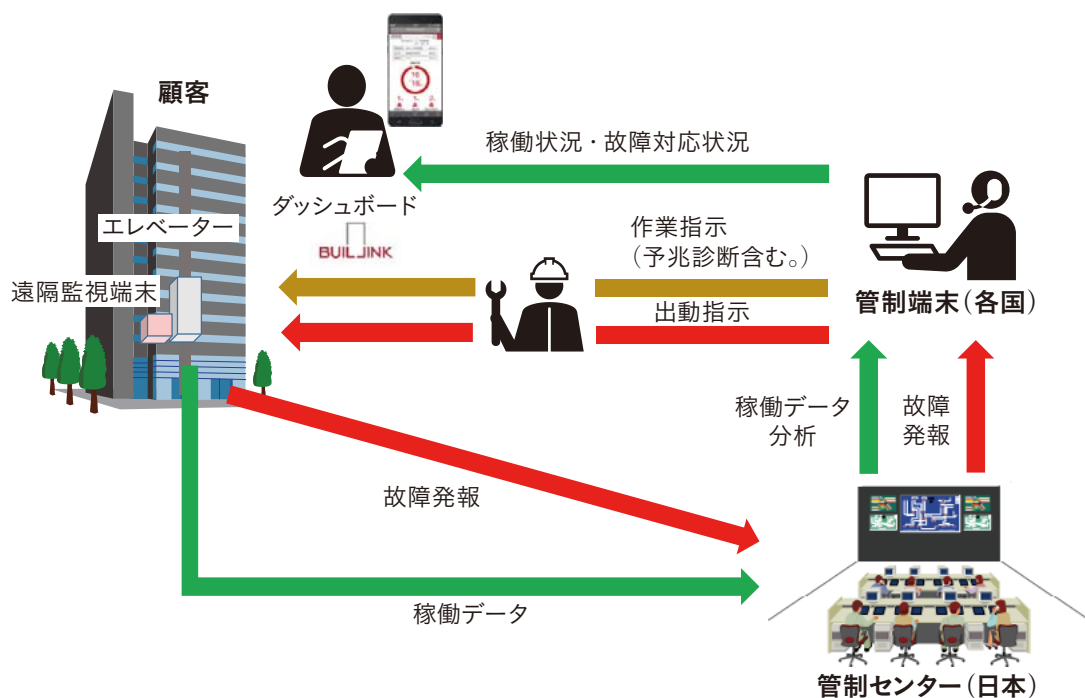 顧客
稼働状況・故障対応状況
ダッシュボード
BUILLINK
エレベーター
作業指示
（予兆診断含む。）
遠隔監視端末
管制端末（各国）
出動指示
稼働データ
分析
故障
発報
故障発報
稼働データ
管制センター（日本）